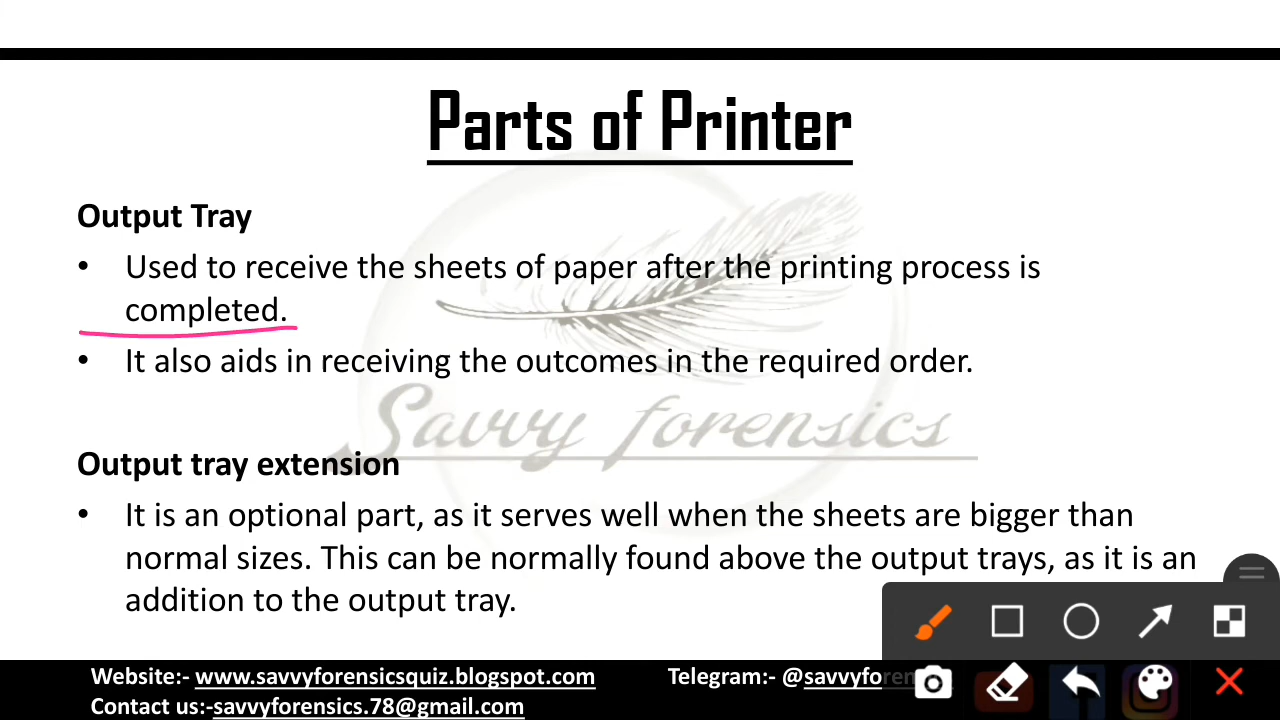 Parts of Printer
Output Tray
• Used to receive the sheets of paper after the printing process is
completed.
• It also aids in receiving the outcomes in the required order.
Savvy forensics
Output tray extension
• It is an optional part, as it serves well when the sheets are bigger than
normal sizes. This can be normally found above the output trays, as it is an
addition to the output tray.
Website:- www.savvyforensicsquiz.blogspot.com Telegram:- @savvyforen
Contact us:-savvyforensics.78@gmail.com